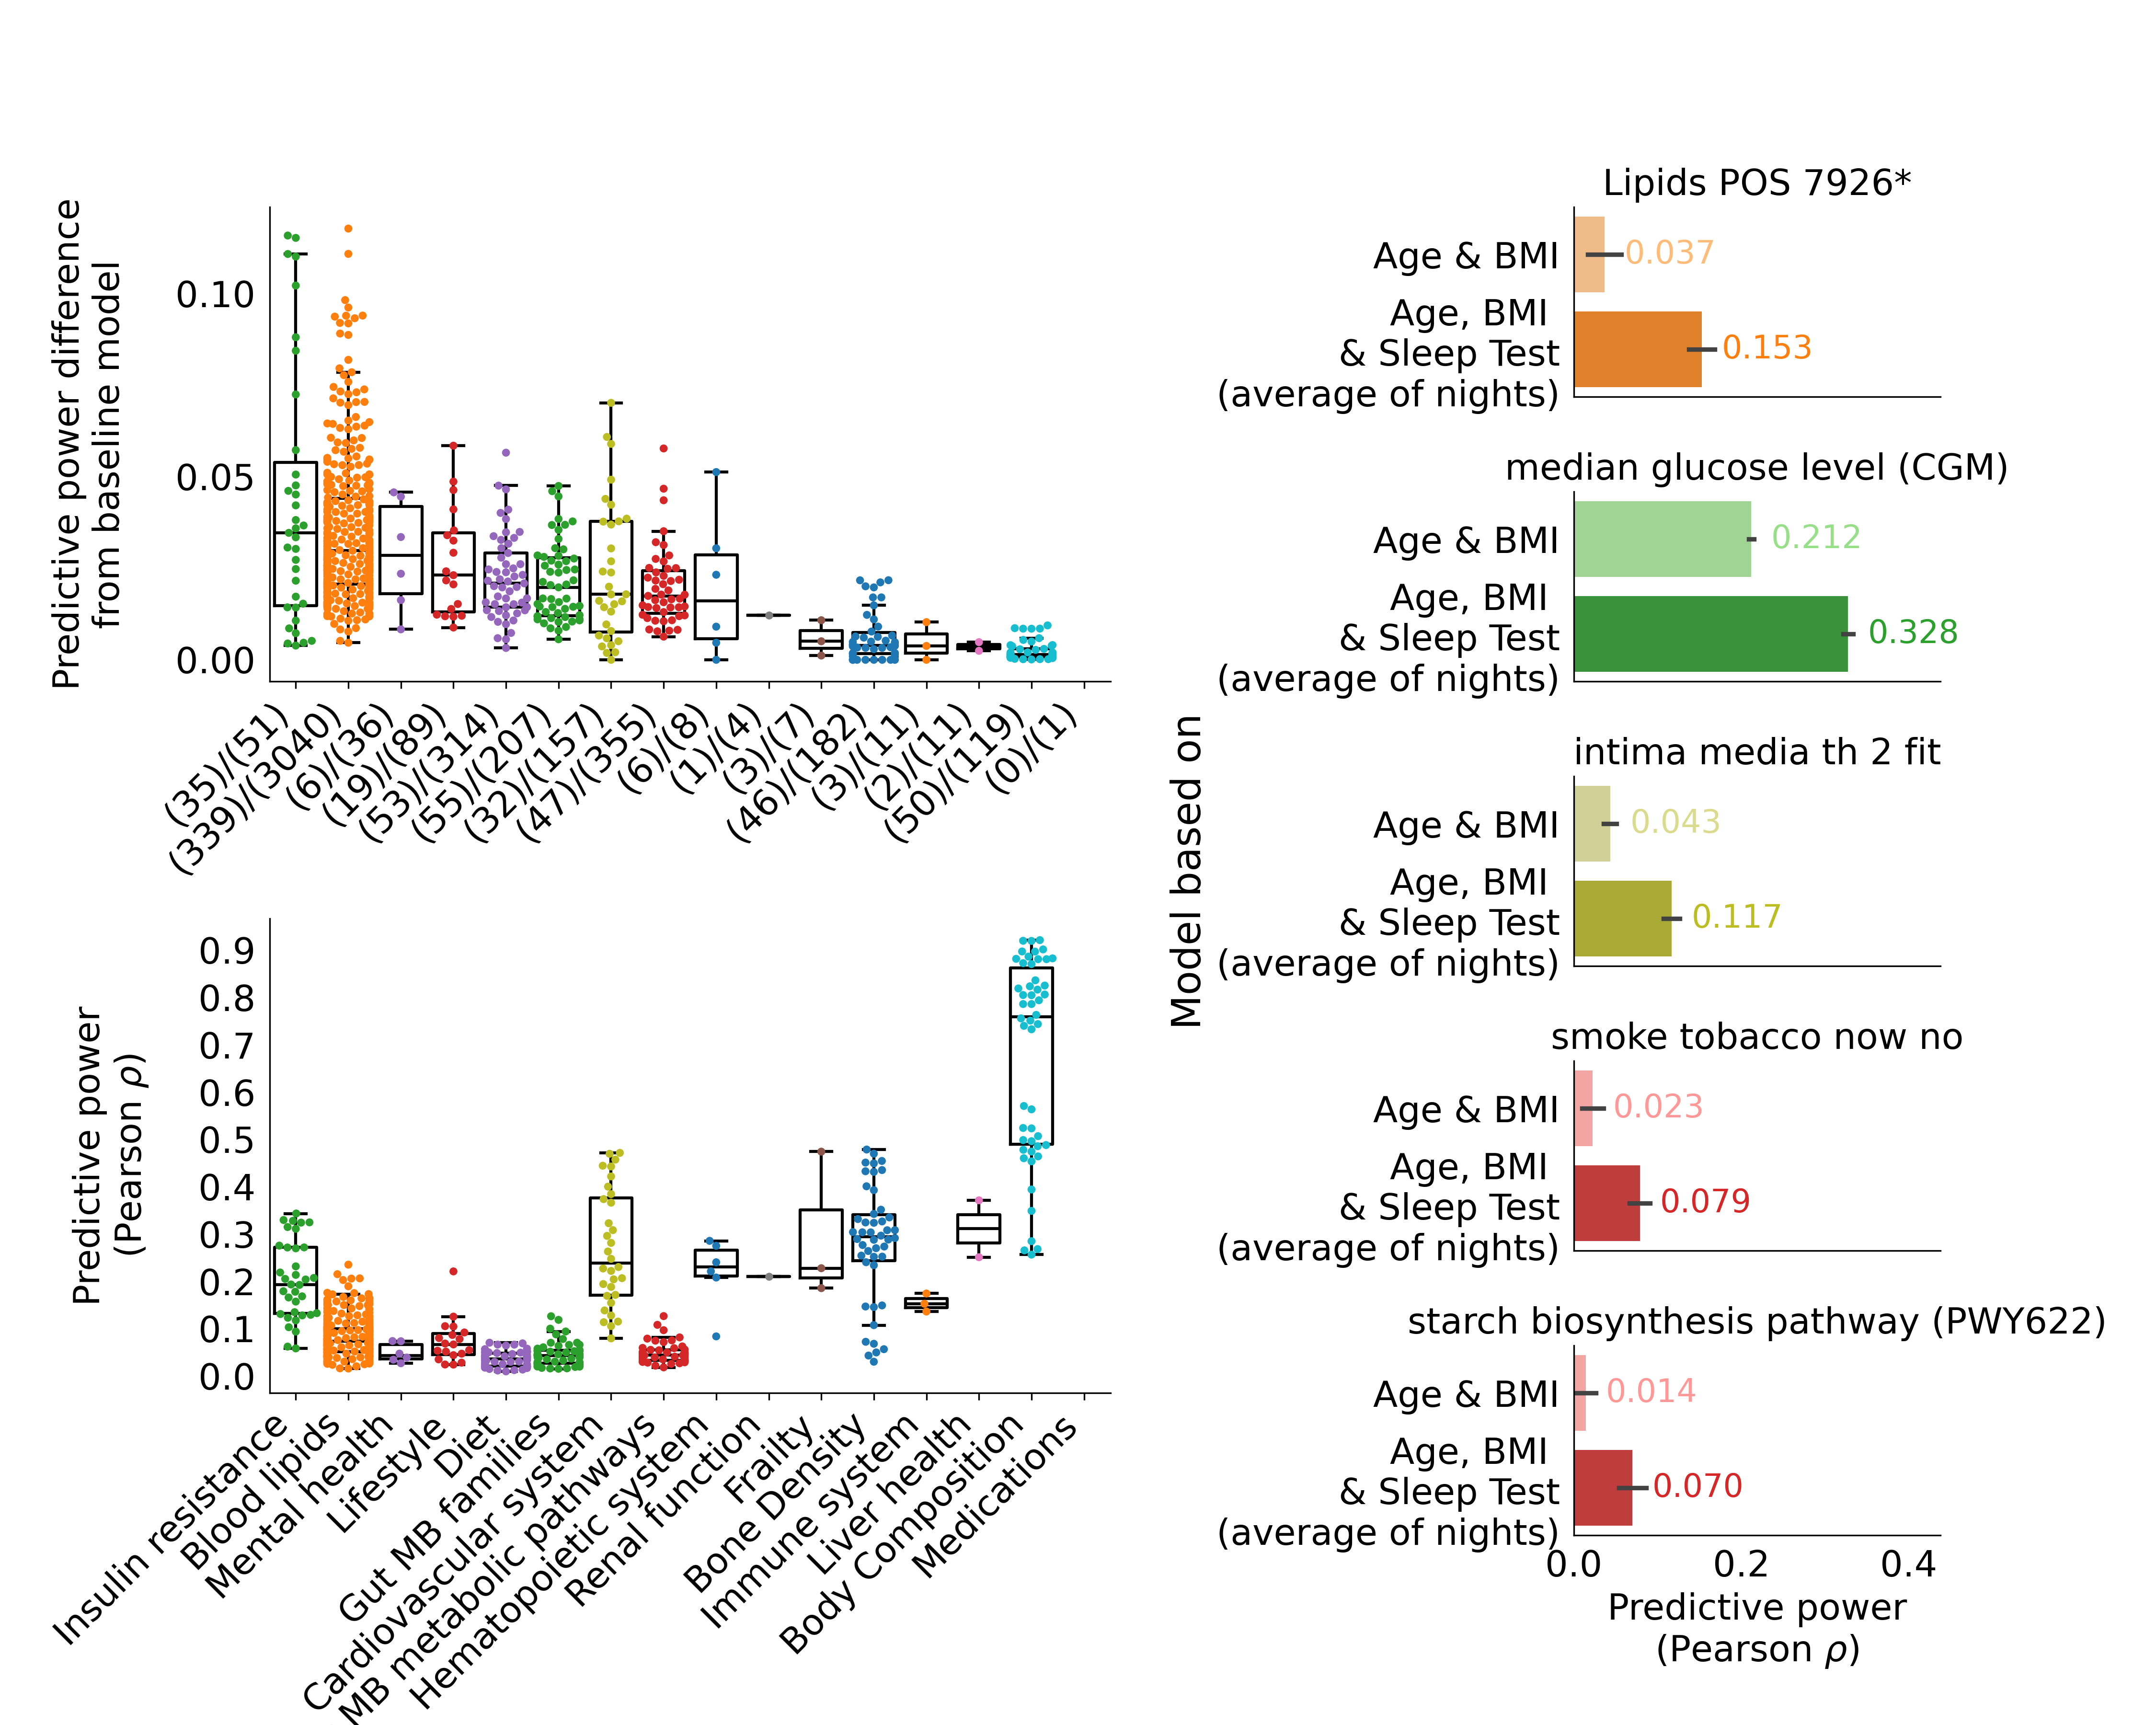 Predictive power difference
from baseline model
0.10
0.05
0.00
(35)/(51)
(339)/(3040)
(6)/(36)
(19)/(89)
(53)/(314)
(55)/(207)
(32)/(157)
(47)/(355)
(6)/(8)
(1)/(4)
(3)/(7)
(46)/(182)
(3)/(11)
(2)/(11)
(50)/(119)
(0)/(1)
Predictive power
(Pearson ρ)
0.9
0.8
0.7
0.6
0.5
0.4
0.3
0.2
0.1
0.0
Insulin resistance
Blood lipids
Mental health
Lifestyle
Diet
Gut MB families
Cardiovascular system
MB metabolic pathways
Hematopoietic system
Renal function
Frailty
Bone Density
Immune system
Liver health
Body Composition
Medications
Model based on
Lipids POS 7926*
Age & BMI
0.037
Age, BMI
& Sleep Test
(average of nights)
0.153
median glucose level (CGM)
Age & BMI
0.212
Age, BMI
& Sleep Test
(average of nights)
0.328
intima media th 2 fit
Age & BMI
0.043
Age, BMI
& Sleep Test
(average of nights)
0.117
smoke tobacco now no
Age & BMI
0.023
Age, BMI
& Sleep Test
(average of nights)
0.079
starch biosynthesis pathway (PWY622)
Age & BMI
0.014
Age, BMI
& Sleep Test
(average of nights)
0.070
0.0 0.2 0.4
Predictive power
(Pearson ρ)